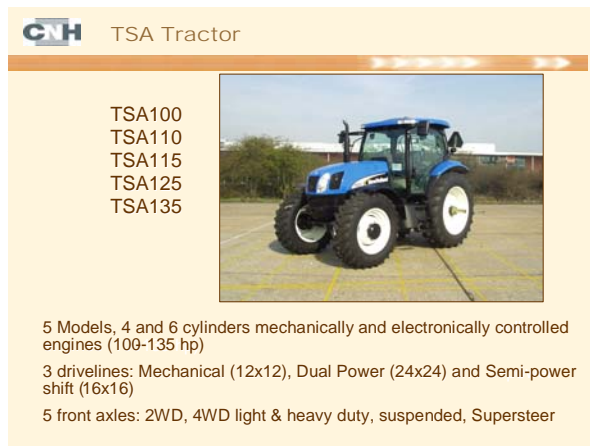 CNH TSA Tractor
TSA100
TSA110
TSA115
TSA125
TSA135
5 Models, 4 and 6 cylinders mechanically and electronically controlled
engines (100-135 hp)
3 drivelines: Mechanical (12x12), Dual Power (24x24) and Semi-power
shift (16x16)
5 front axles: 2WD, 4WD light & heavy duty, suspended, Supersteer